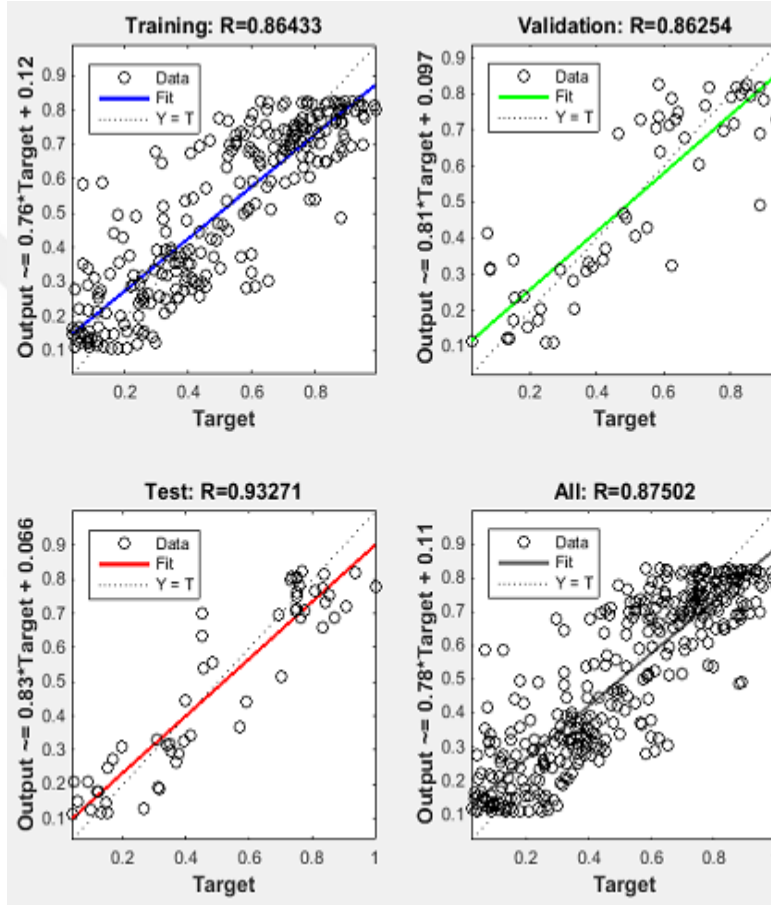 Training: R=0.86433
Output ~= 0.76*Target + 0.12
0.9
0.8
0.7
0.6
0.5
0.4
0.3
0.2
0.1
Data
Fit
Y = T
0.2
0.4
0.6
0.8
Target
Validation: R=0.86254
Output ~= 0.81*Target + 0.097
0.9
0.8
0.7
0.6
0.5
0.4
0.3
0.2
0.1
Data
Fit
Y = T
0.2
0.4
0.6
0.8
Target
Test: R=0.93271
Output ~= 0.83*Target + 0.066
0.9
0.8
0.7
0.6
0.5
0.4
0.3
0.2
0.1
Data
Fit
Y = T
0.2
0.4
0.6
0.8
1
Target
All: R=0.87502
Output ~= 0.78*Target + 0.11
0.9
0.8
0.7
0.6
0.5
0.4
0.3
0.2
0.1
Data
Fit
Y = T
0.2
0.4
0.6
0.8
Target